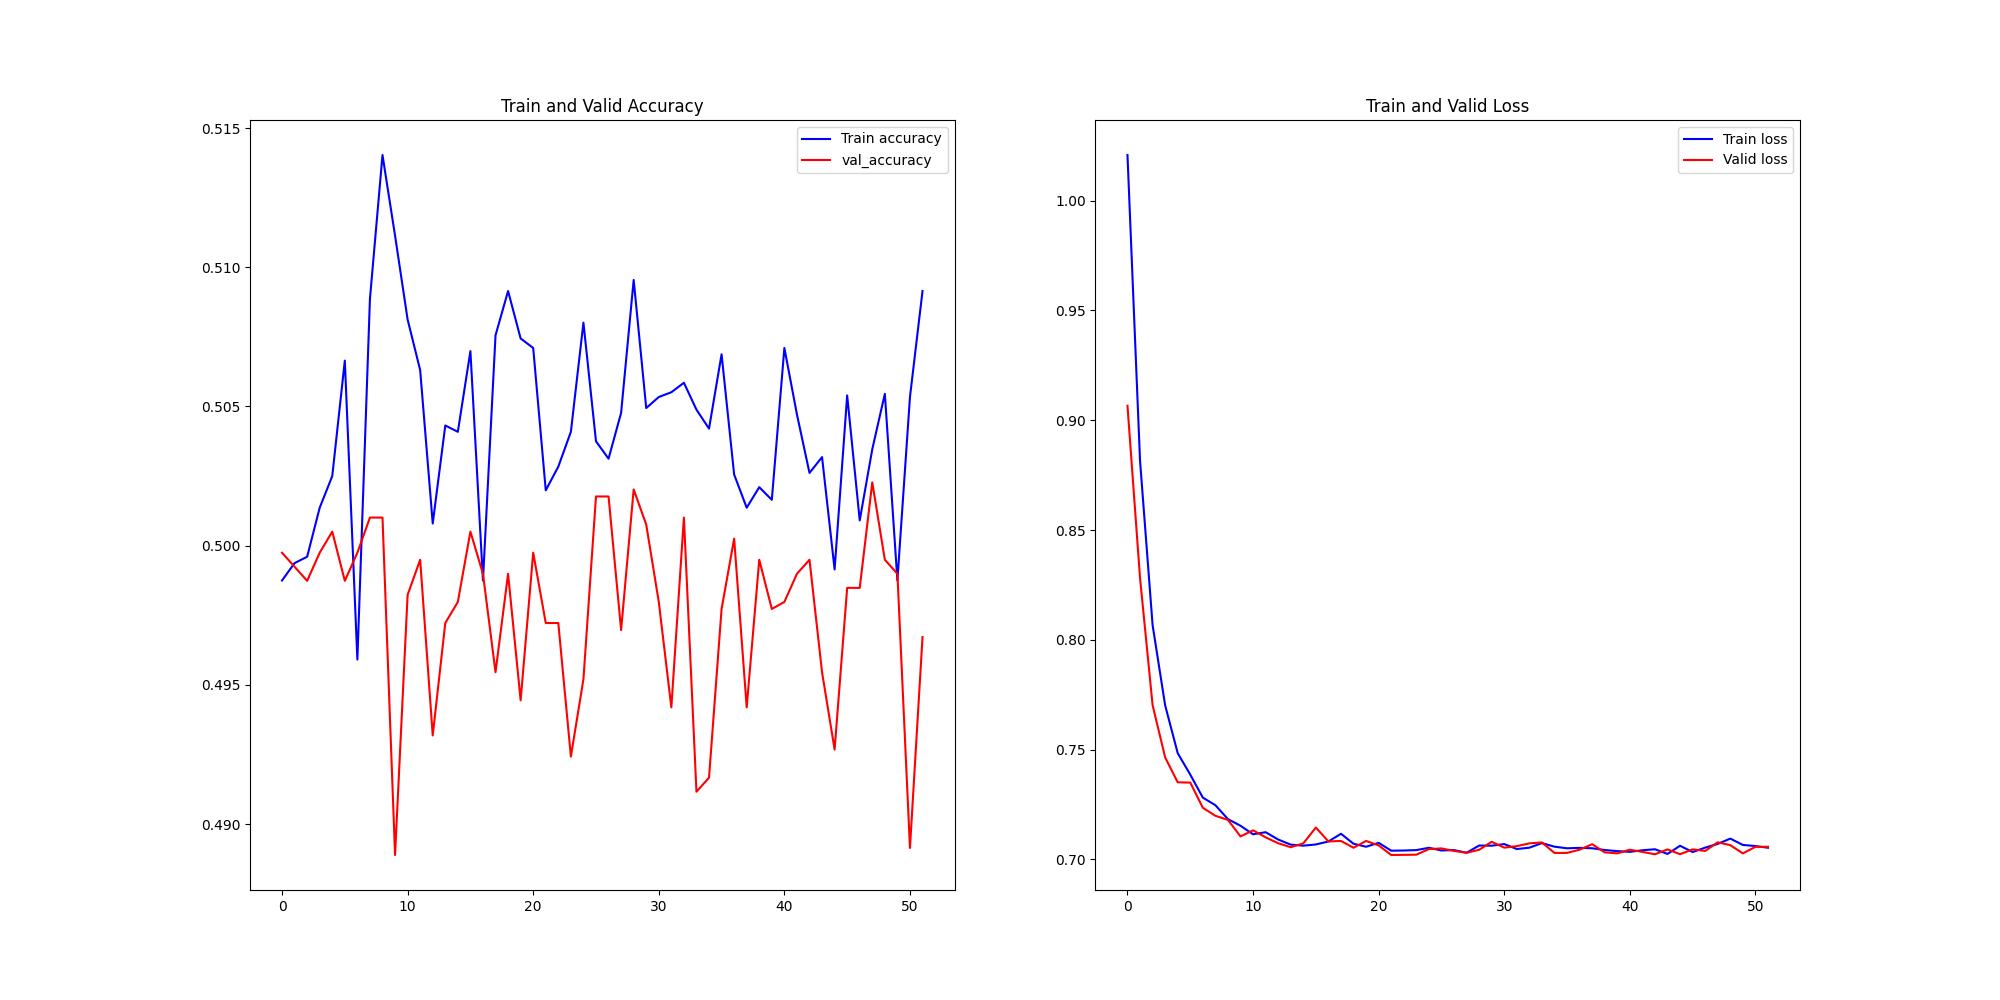 Train and Valid Accuracy
Train accuracy
val_accuracy
0.515
0.510
0.505
0.500
0.495
0.490
0 10 20 30 40 50
Train and Valid Loss
Train loss
Valid loss
1.00
0.95
0.90
0.85
0.80
0.75
0.70
0 10 20 30 40 50